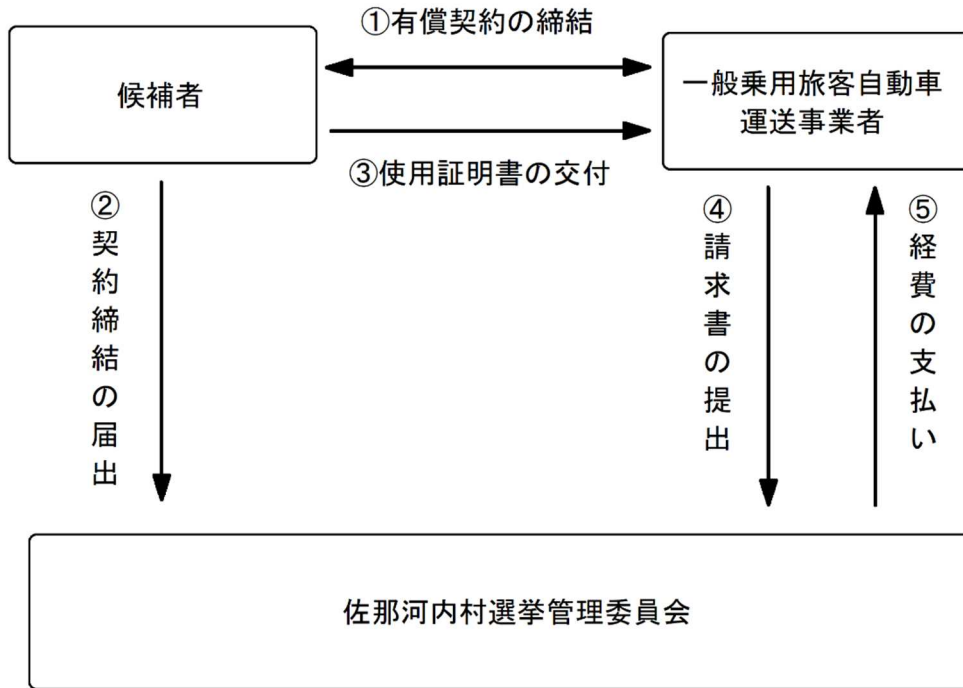 ①有償契約の締結
候補者
一般乗用旅客自動車
運送事業者
③使用証明書の交付
②契約締結の届出
④請求書の提出
⑤経費の支払い
佐那河内村選挙管理委員会